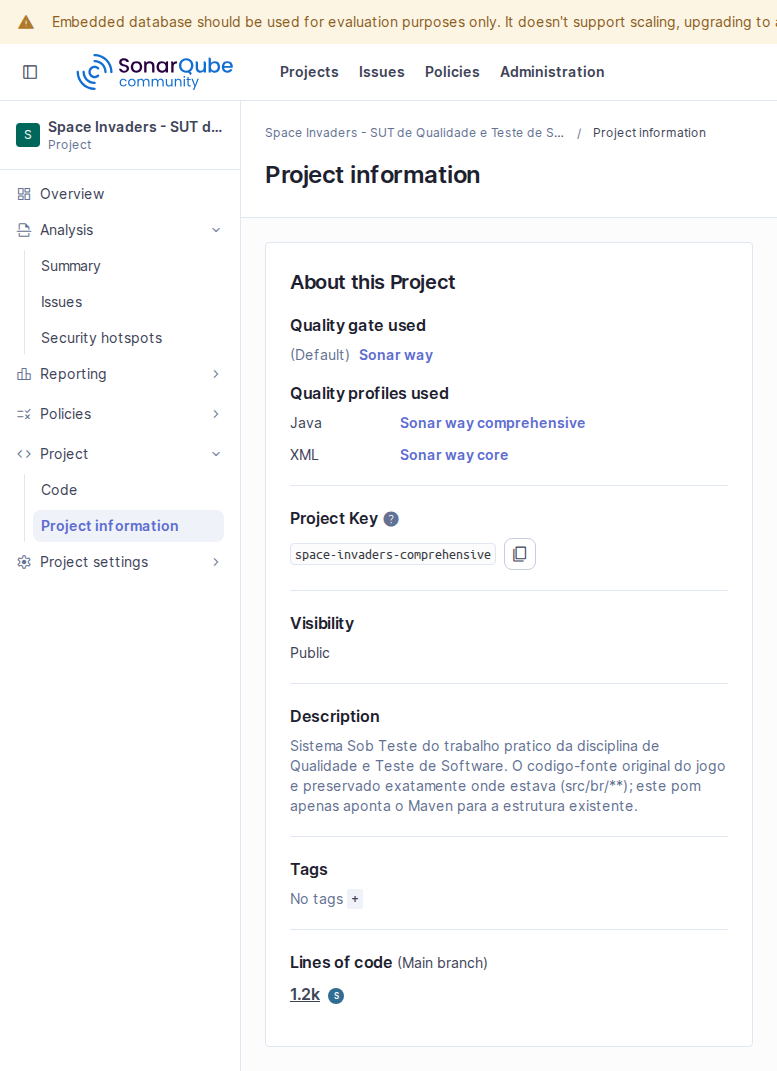 Embedded database should be used for evaluation purposes only. It doesn't support scaling, upgrading to
SonarQube
community
Projects
Issues
Policies
Administration
S
Space Invaders - SUT d...
Project
Overview
Analysis
Summary
Issues
Security hotspots
Reporting
Policies
Project
Code
Project information
Project settings
Space Invaders - SUT de Qualidade e Teste de S... / Project information
Project information
About this Project
Quality gate used
(Default) Sonar way
Quality profiles used
Java Sonar way comprehensive
XML Sonar way core
Project Key ?
space-invaders-comprehensive
Visibility
Public
Description
Sistema Sob Teste do trabalho pratico da disciplina de
Qualidade e Teste de Software. O codigo-fonte original do jogo
e preservado exatamente onde estava (src/br/**); este pom
apenas aponta o Maven para a estrutura existente.
Tags
No tags +
Lines of code (Main branch)
1.2k S